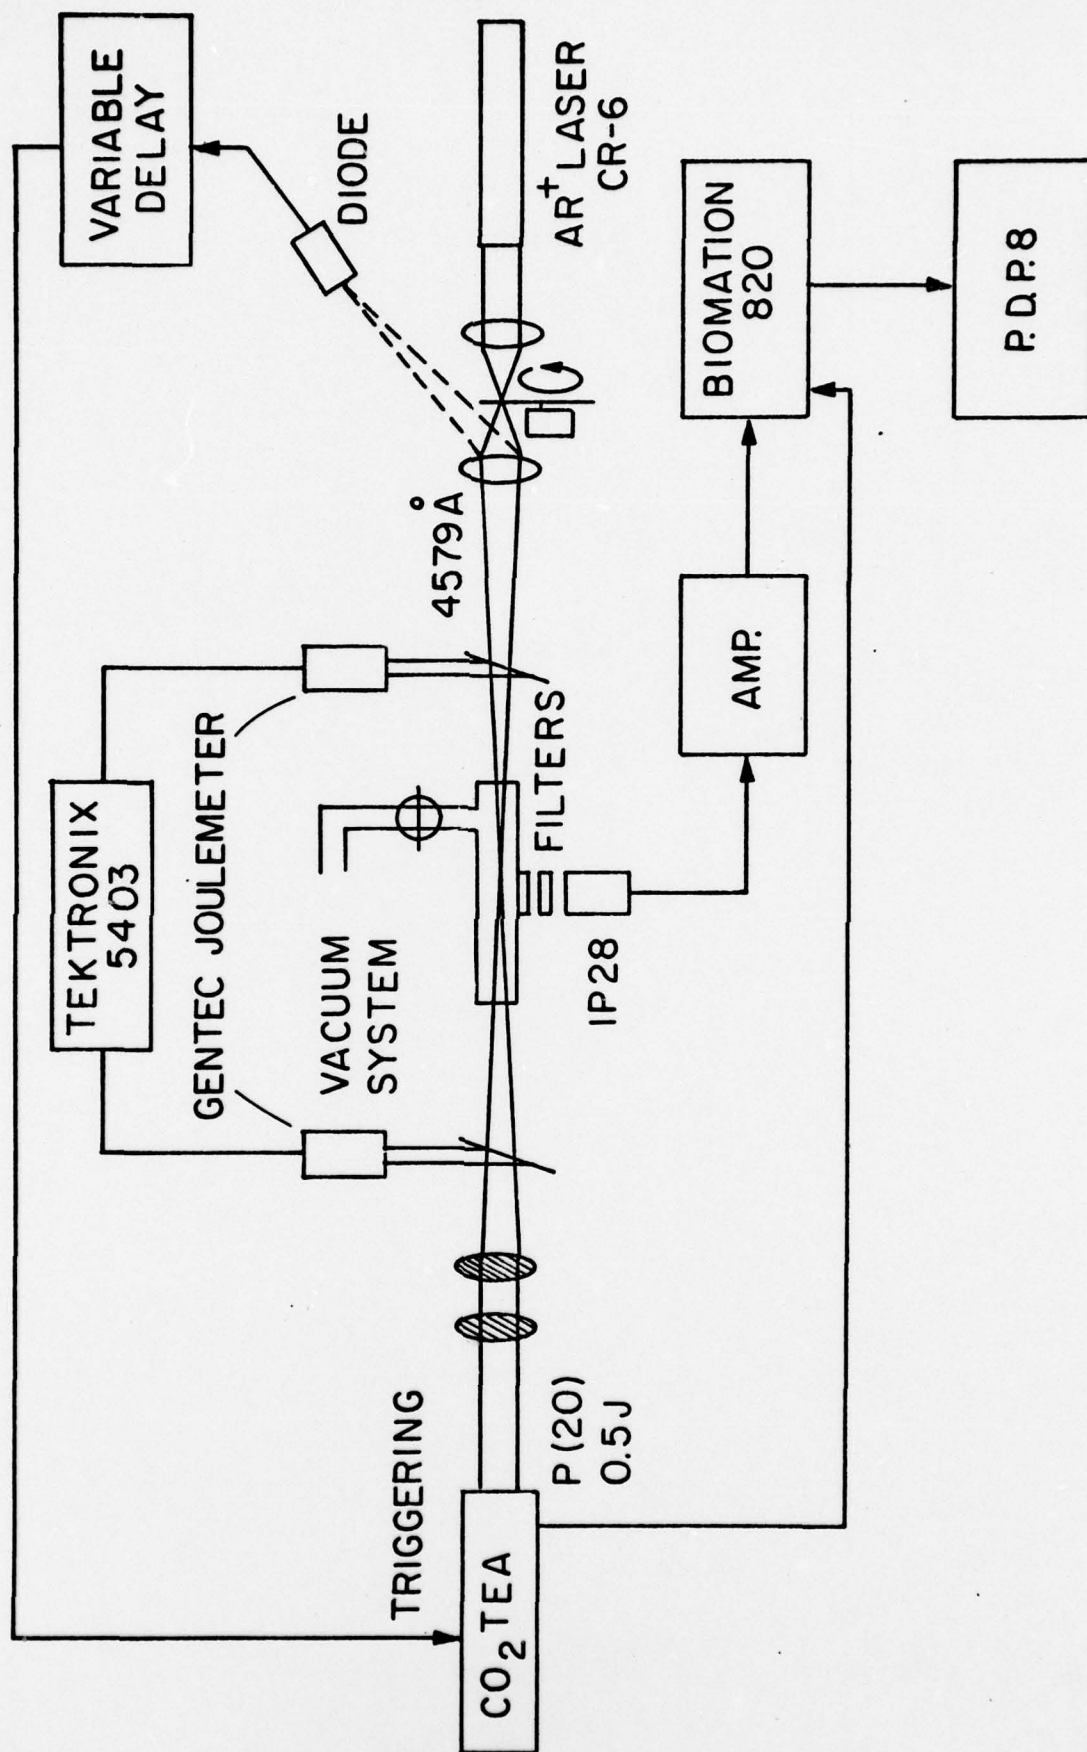 TEKTRONIX
5403
VARIABLE
DELAY
GENTEC JOULEMETER
DIODE
VACUUM
SYSTEM
4579Å
AR+ LASER
CR-6
TRIGGERING
CO2 TEA
P(20)
0.5J
FILTERS
IP28
AMP.
BIOMATION
820
P.D.P.8